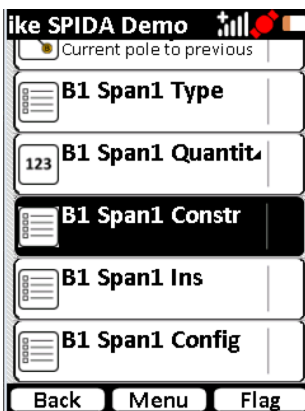 ike SPIDA Demo
Current pole to previous
B1 Span1 Type
123
B1 Span1 Quantit
B1 Span1 Constr
B1 Span1 Ins
B1 Span1 Config
Back Menu Flag